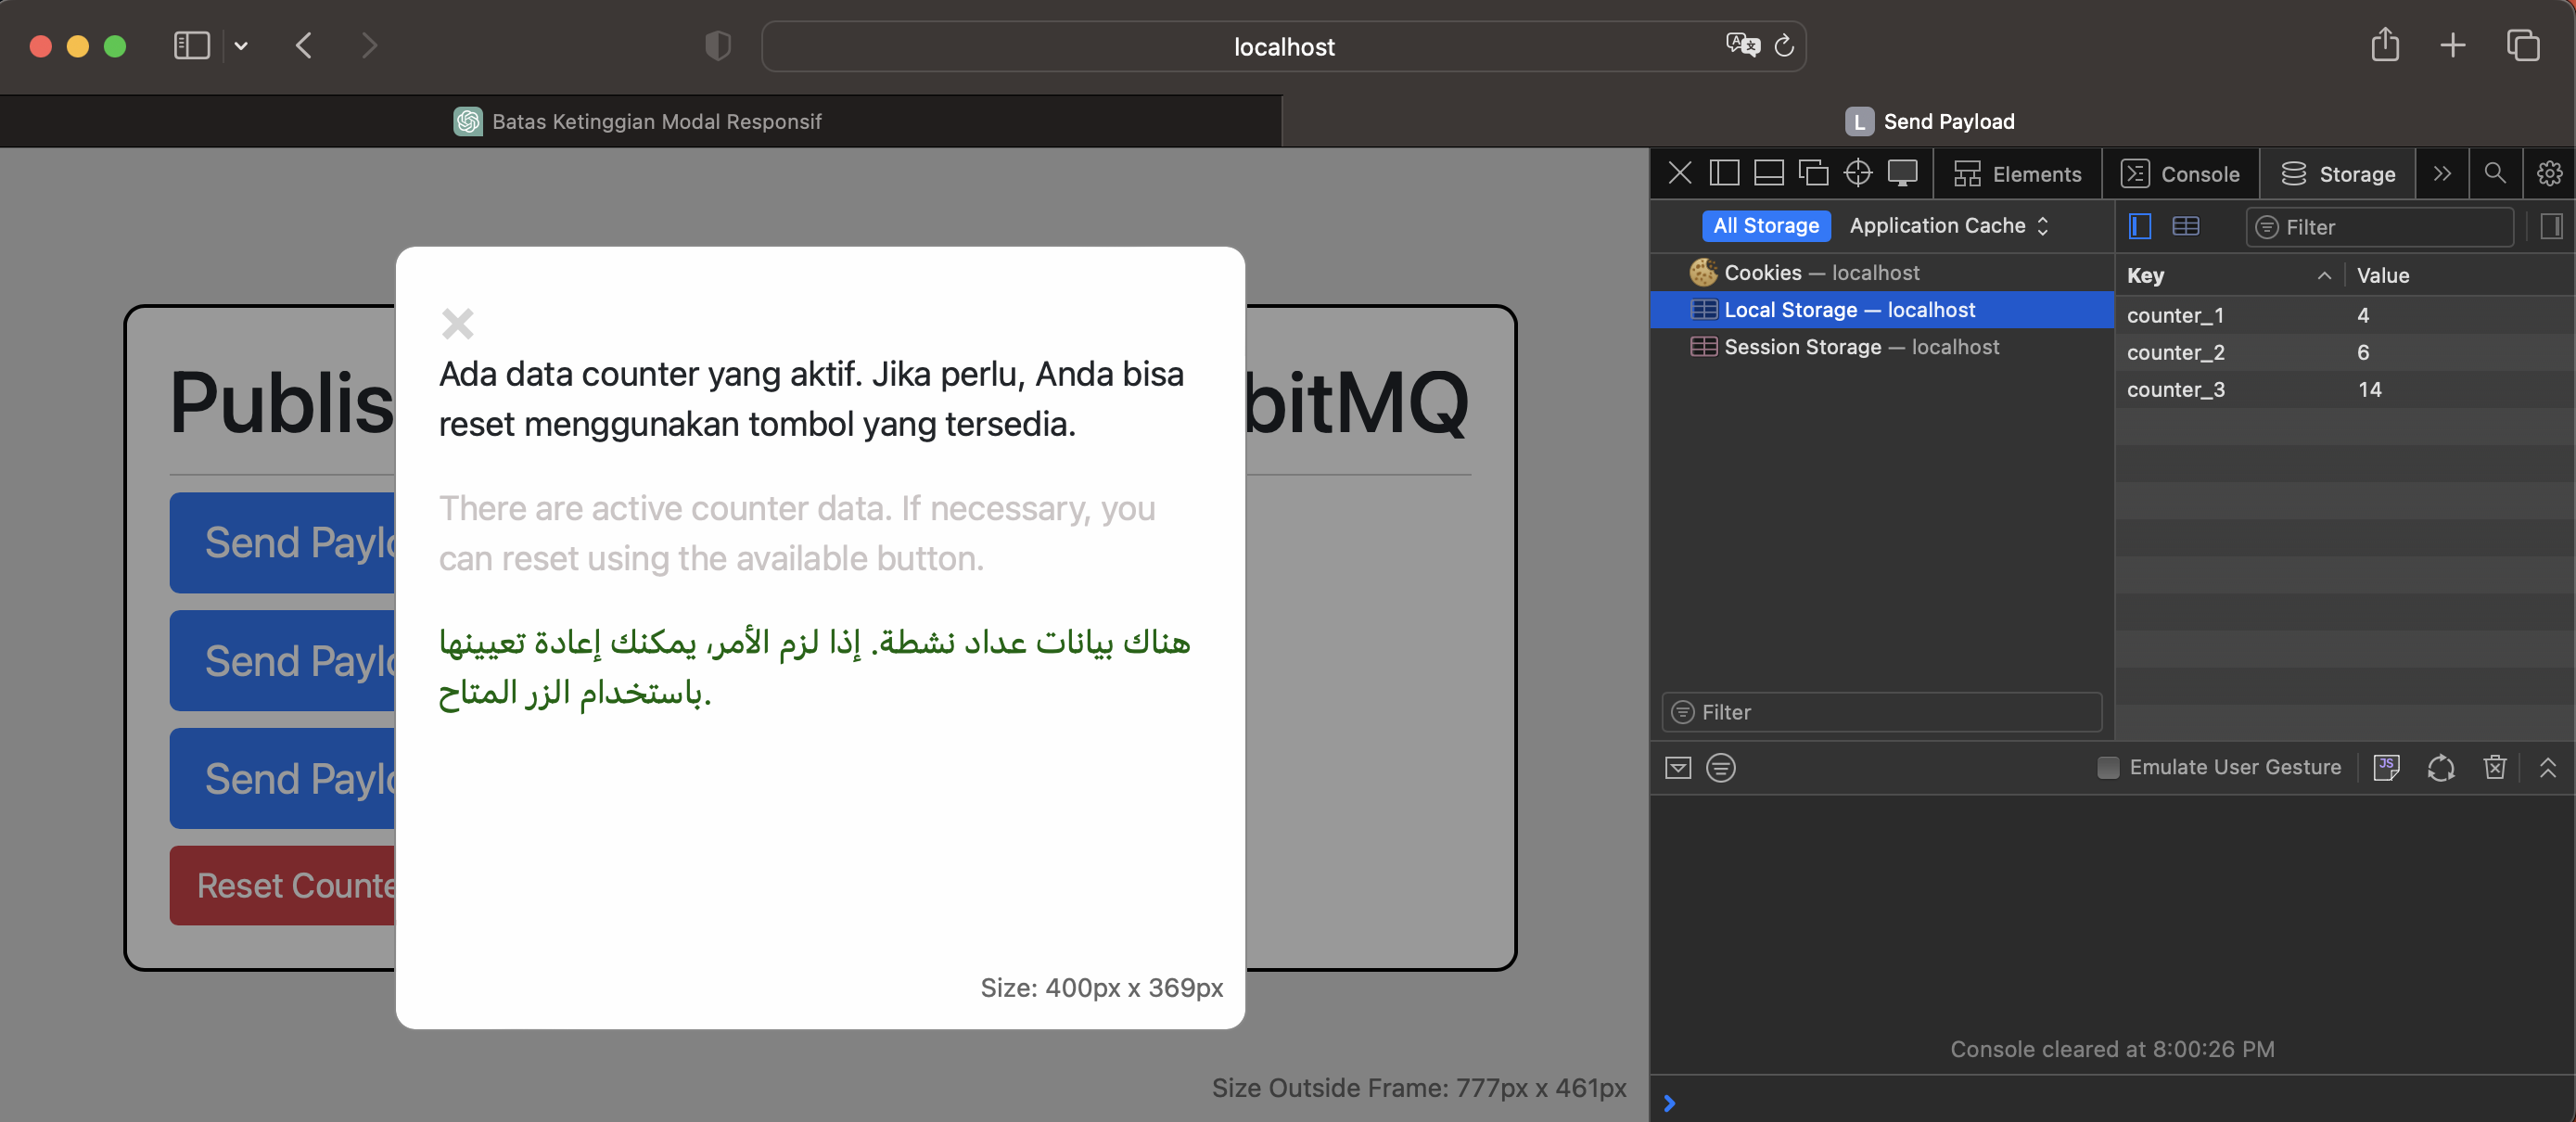 localhost
Batas Ketinggian Modal Responsif
L Send Payload
Elements
Console
Storage
All Storage
Application Cache
Filter
Cookies — localhost
Local Storage — localhost
Session Storage — localhost
Key
Value
counter_1
4
counter_2
6
counter_3
14
Filter
Emulate User Gesture
JS
Console cleared at 8:00:26 PM
Publis
bitMQ
Send Paylo
Send Paylo
Send Paylo
Reset Counte
Ada data counter yang aktif. Jika perlu, Anda bisa
reset menggunakan tombol yang tersedia.
There are active counter data. If necessary, you
can reset using the available button.
هناك بيانات عداد نشطة. إذا لزم الأمر، يمكنك إعادة تعيينها
باستخدام الزر المتاح.
Size: 400px x 369px
Size Outside Frame: 777px x 461px